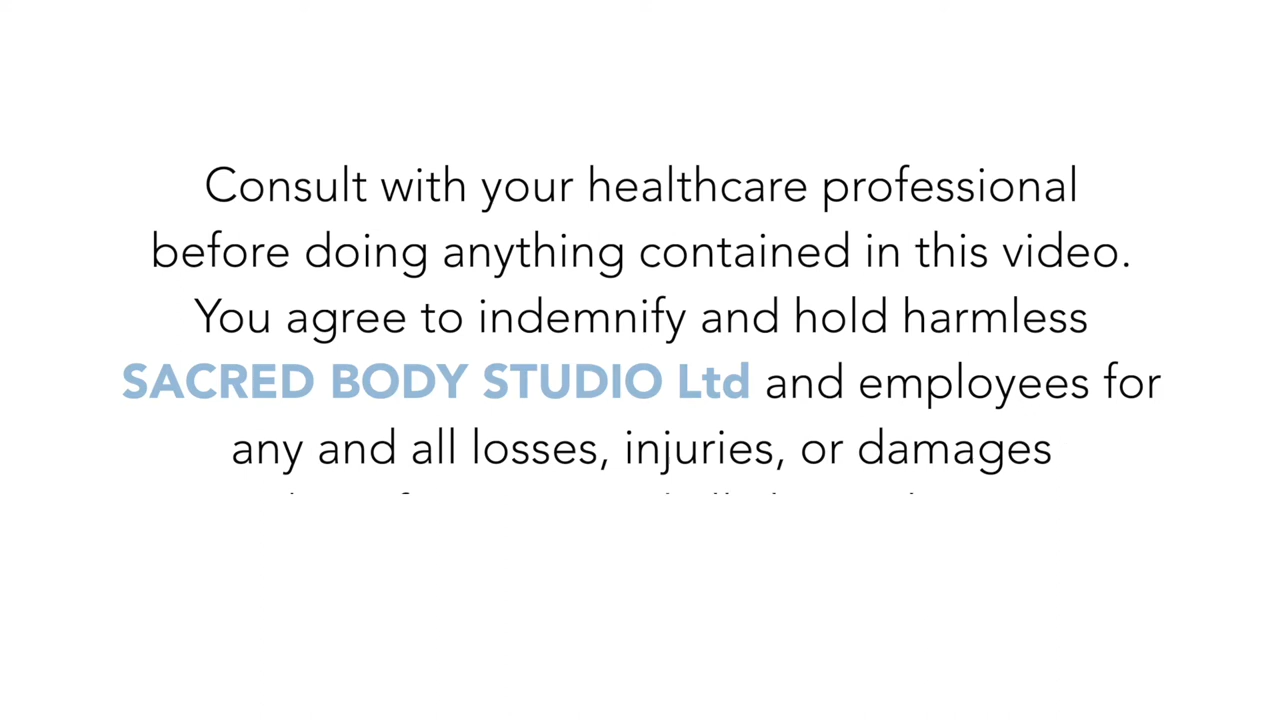 Consult with your healthcare professional
before doing anything contained in this video.
You agree to indemnify and hold harmless
SACRED BODY STUDIO Ltd and employees for
any and all losses, injuries, or damages